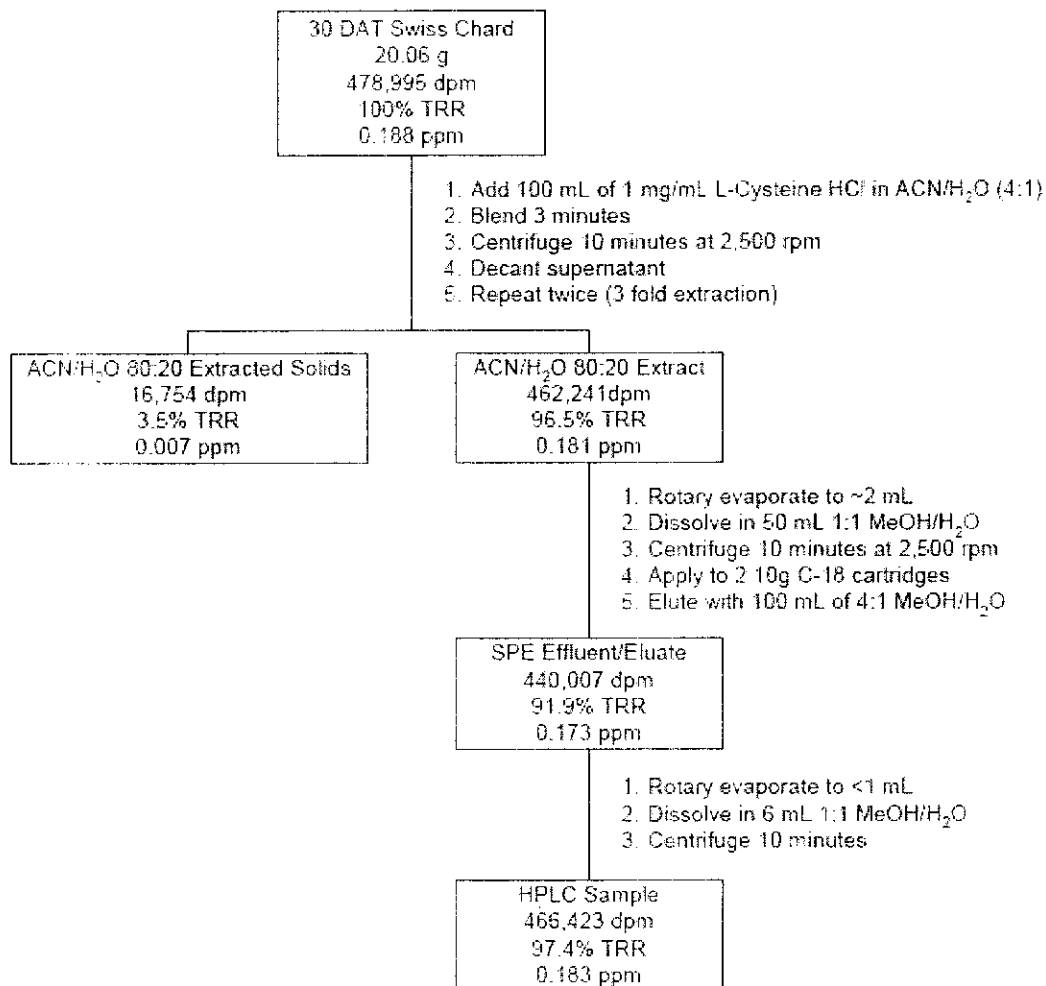 30 DAT Swiss Chard
20.06 g
478,995 dpm
100% TRR
0.188 ppm
1. Add 100 mL of 1 mg/mL L-Cysteine HCl in ACN/H₂O (4:1)
2. Blend 3 minutes
3. Centrifuge 10 minutes at 2,500 rpm
4. Decant supernatant
5. Repeat twice (3 fold extraction)
ACN/H₂O 80:20 Extracted Solids
16,754 dpm
3.5% TRR
0.007 ppm
ACN/H₂O 80:20 Extract
462,241dpm
96.5% TRR
0.181 ppm
1. Rotary evaporate to ~2 mL
2. Dissolve in 50 mL 1:1 MeOH/H₂O
3. Centrifuge 10 minutes at 2,500 rpm
4. Apply to 2 10g C-18 cartridges
5. Elute with 100 mL of 4:1 MeOH/H₂O
SPE Effluent/Eluate
440,007 dpm
91.9% TRR
0.173 ppm
1. Rotary evaporate to <1 mL
2. Dissolve in 6 mL 1:1 MeOH/H₂O
3. Centrifuge 10 minutes
HPLC Sample
466,423 dpm
97.4% TRR
0.183 ppm